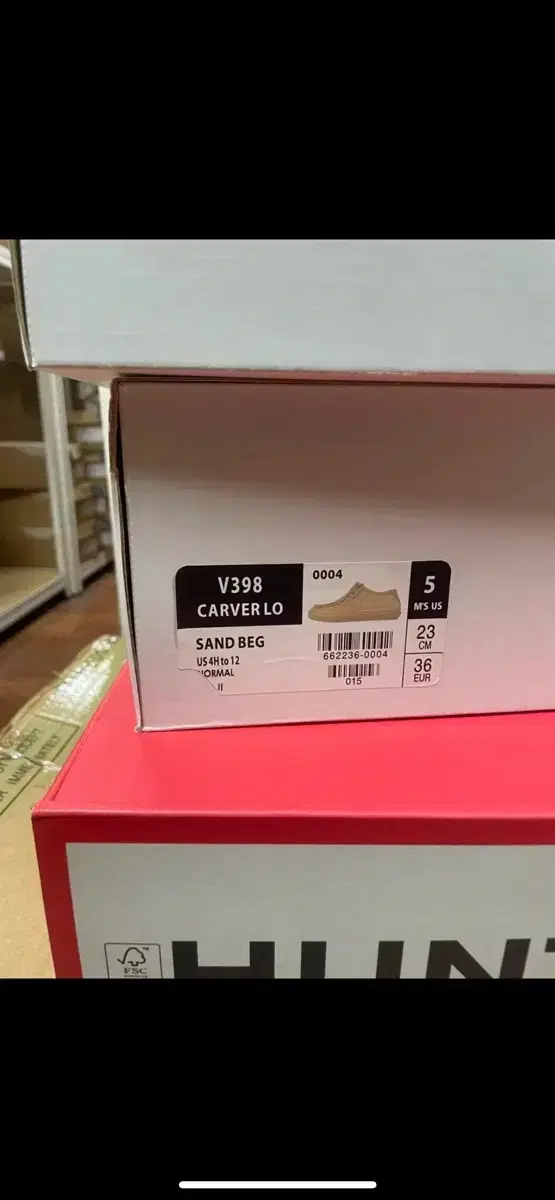 V398
CARVER LO
0004
5
M'S US
SAND BEG
US 4H to 12
662236-0004
015
23
CM
36
EUR
FSC
HUNT